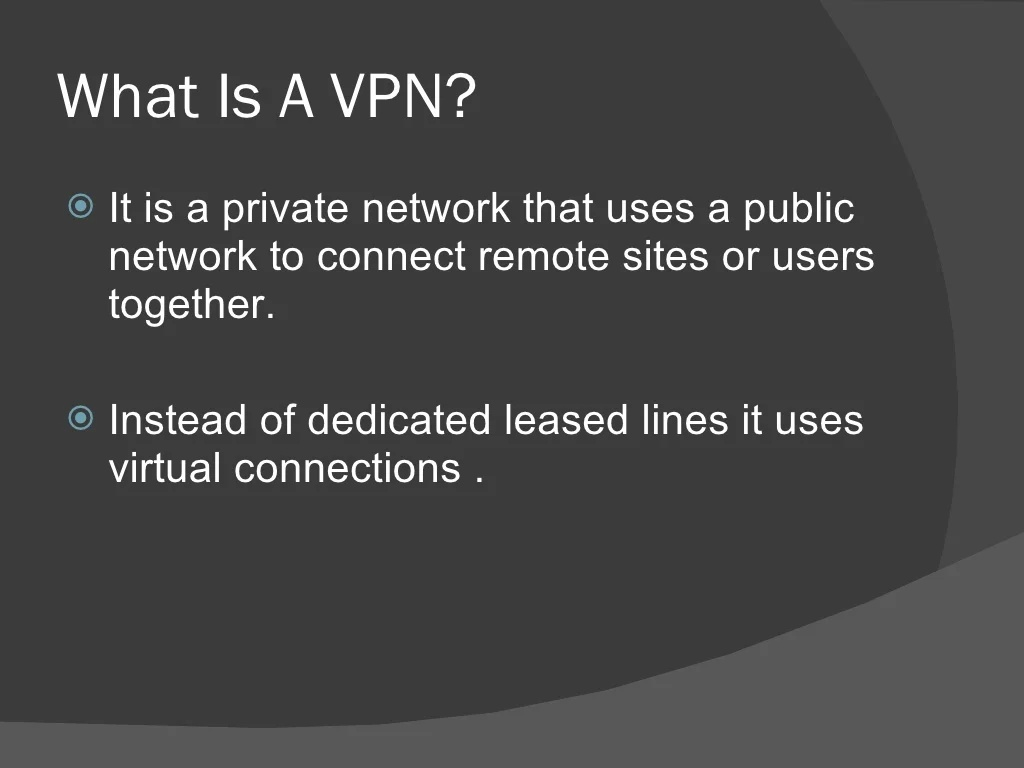 What Is A VPN?
It is a private network that uses a public
network to connect remote sites or users
together.
Instead of dedicated leased lines it uses
virtual connections .